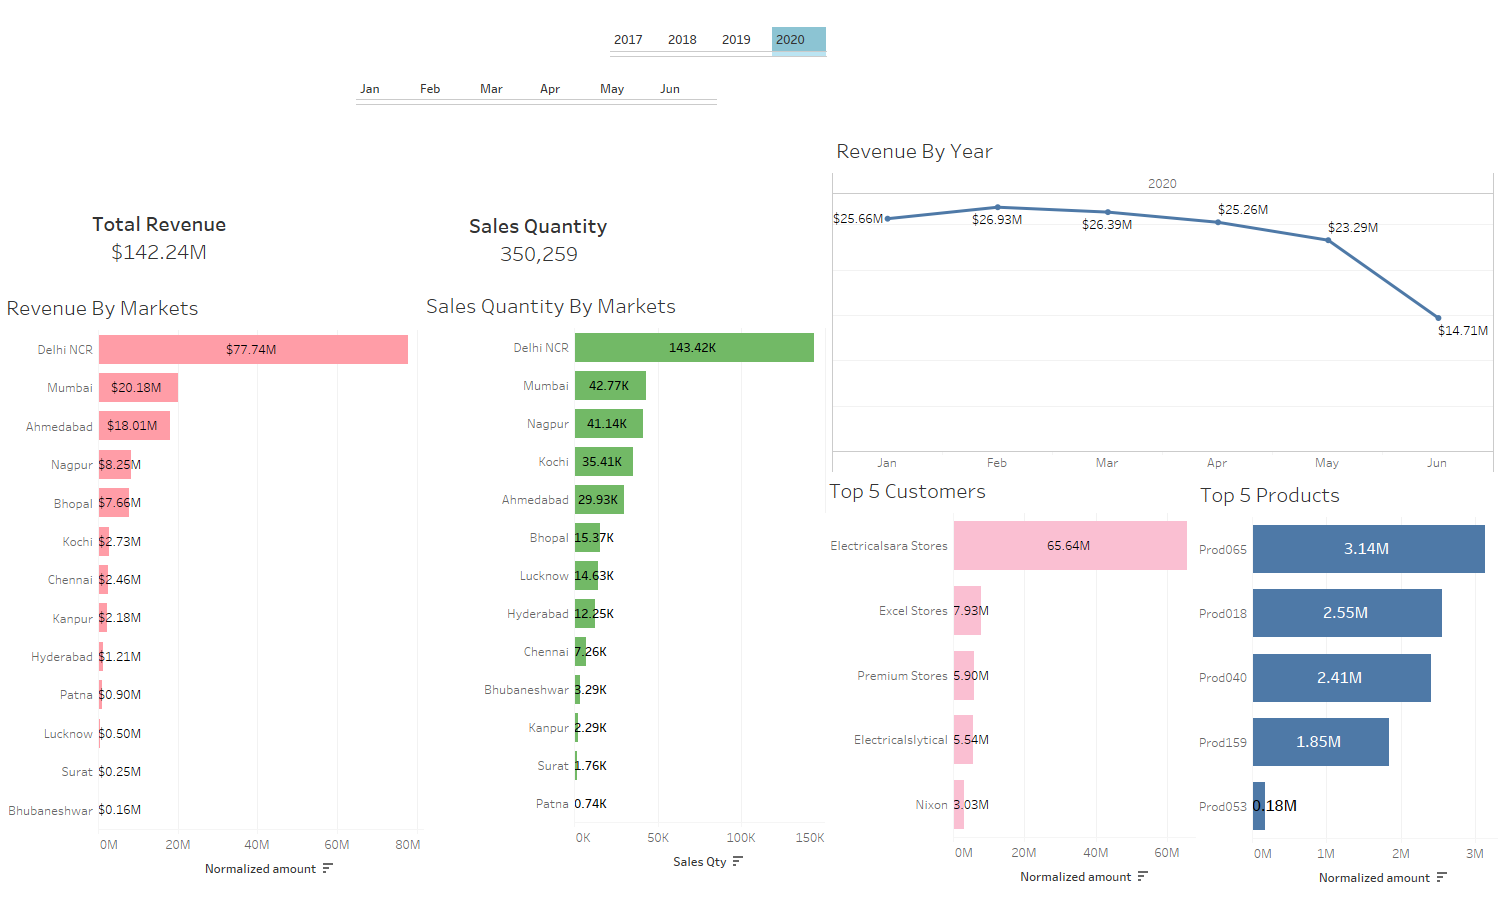 2017 2018 2019 2020
Jan Feb Mar Apr May Jun
Total Revenue
$142.24M
Sales Quantity
350,259
Revenue By Markets
Delhi NCR $77.74M
Mumbai $20.18M
Ahmedabad $18.01M
Nagpur $8.25M
Bhopal $7.66M
Kochi $2.73M
Chennai $2.46M
Kanpur $2.18M
Hyderabad $1.21M
Patna $0.90M
Lucknow $0.50M
Surat $0.25M
Bhubaneshwar $0.16M
0M 20M 40M 60M 80M
Normalized amount
Sales Quantity By Markets
Delhi NCR 143.42K
Mumbai 42.77K
Nagpur 41.14K
Kochi 35.41K
Ahmedabad 29.93K
Bhopal 15.37K
Lucknow 14.63K
Hyderabad 12.25K
Chennai 7.26K
Bhubaneshwar 3.29K
Kanpur 2.29K
Surat 1.76K
Patna 0.74K
0K 50K 100K 150K
Sales Qty
Revenue By Year
2020
$25.66M $26.93M $26.39M $25.26M $23.29M $14.71M
Jan Feb Mar Apr May Jun
Top 5 Customers
Electricalsara Stores 65.64M
Excel Stores 7.93M
Premium Stores 5.90M
Electricalslytical 5.54M
Nixon 3.03M
0M 20M 40M 60M
Normalized amount
Top 5 Products
Prod065 3.14M
Prod018 2.55M
Prod040 2.41M
Prod159 1.85M
Prod053 0.18M
0M 1M 2M 3M
Normalized amount